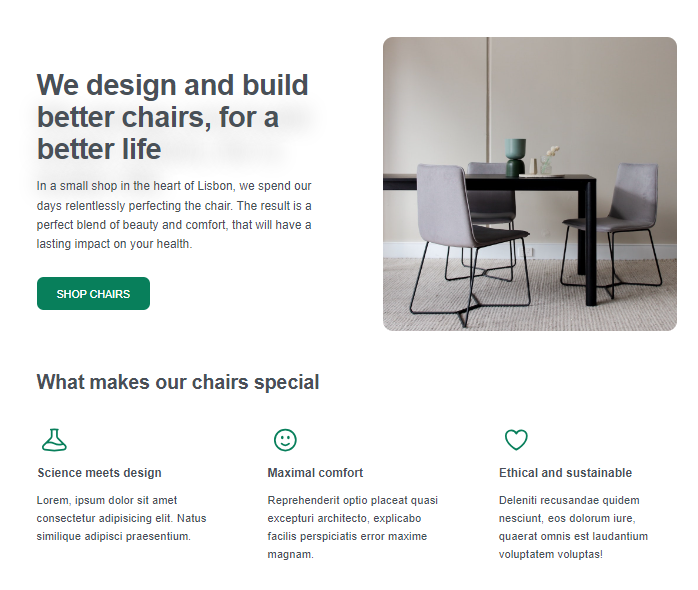 We design and build
better chairs, for a
better life
In a small shop in the heart of Lisbon, we spend our
days relentlessly perfecting the chair. The result is a
perfect blend of beauty and comfort, that will have a
lasting impact on your health.
SHOP CHAIRS
What makes our chairs special
Science meets design
Lorem, ipsum dolor sit amet
consectetur adipisicing elit. Natus
similique adipisci praesentium.
Maximal comfort
Reprehenderit optio placeat quasi
excepturi architecto, explicabo
facilis perspiciatis error maxime
magnam.
Ethical and sustainable
Deleniti recusandae quidem
nesciunt, eos dolorum iure,
quaerat omnis est laudantium
voluptatem voluptas!